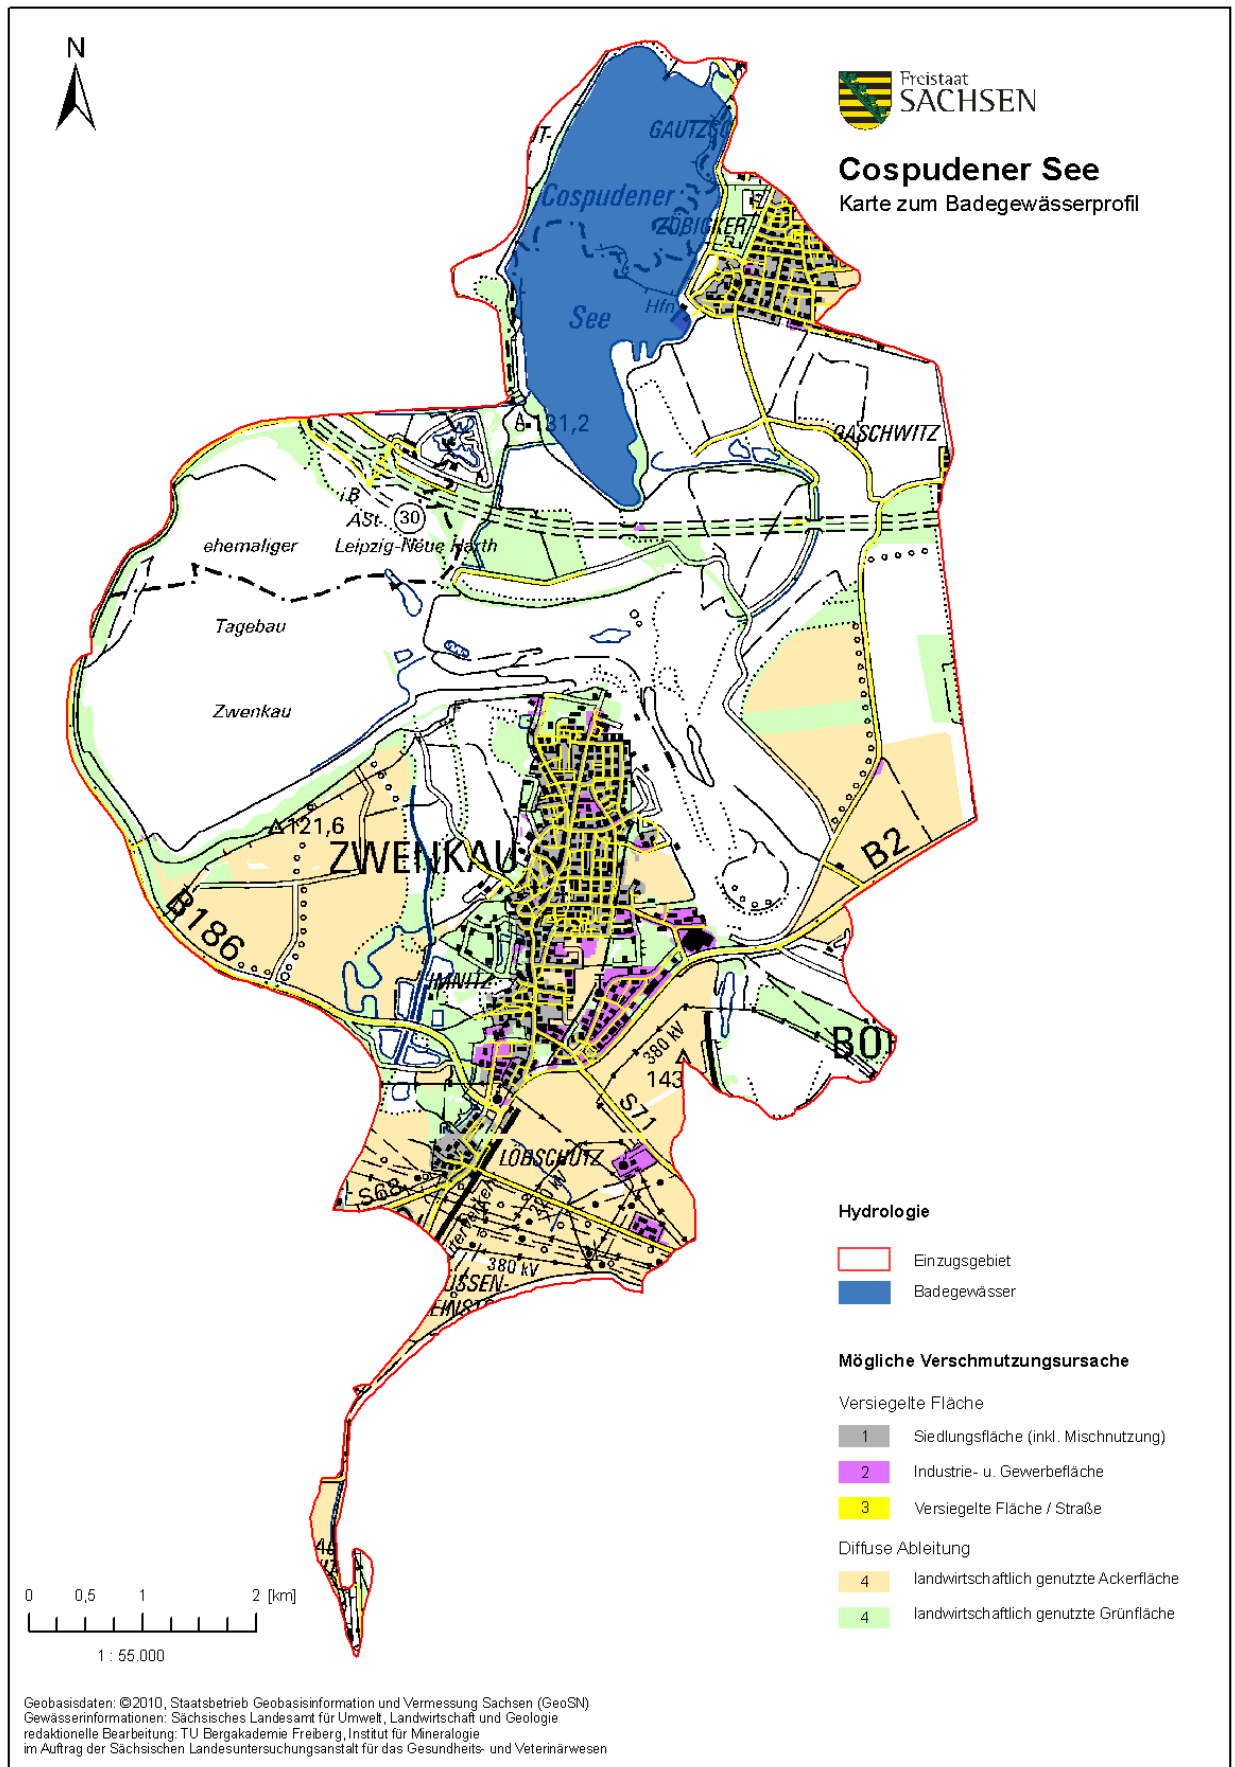 N
Freistaat
SACHSEN
Cospudener See
Karte zum Badegewässerprofil
GAUTZSC
Cospudener
ZÖBIGKER
Hfn
See
131,2
GASCHWITZ
i.B
ASt- 30
Leipzig-Neue Harth
ehemaliger
Tagebau
Zwenkau
121,6
ZWENKAU
B2
B186
IMNITZ
BÖ
380 kV
143
S71
LÖBSCHÜTZ
S68
380 kV
Hydrologie
Einzugsgebiet
Badegewässer
Mögliche Verschmutzungsursache
Versiegelte Fläche
1 Siedlungsfläche (inkl. Mischnutzung)
2 Industrie- u. Gewerbefläche
3 Versiegelte Fläche / Straße
Diffuse Ableitung
4 landwirtschaftlich genutzte Ackerfläche
4 landwirtschaftlich genutzte Grünfläche
0 0,5 1 2 [km]
1 : 55.000
Geobasisdaten: ©2010, Staatsbetrieb Geobasisinformation und Vermessung Sachsen (GeoSN)
Gewässerinformationen: Sächsisches Landesamt für Umwelt, Landwirtschaft und Geologie
redaktionelle Bearbeitung: TU Bergakademie Freiberg, Institut für Mineralogie
im Auftrag der Sächsischen Landesuntersuchungsanstalt für das Gesundheits- und Veterinärwesen